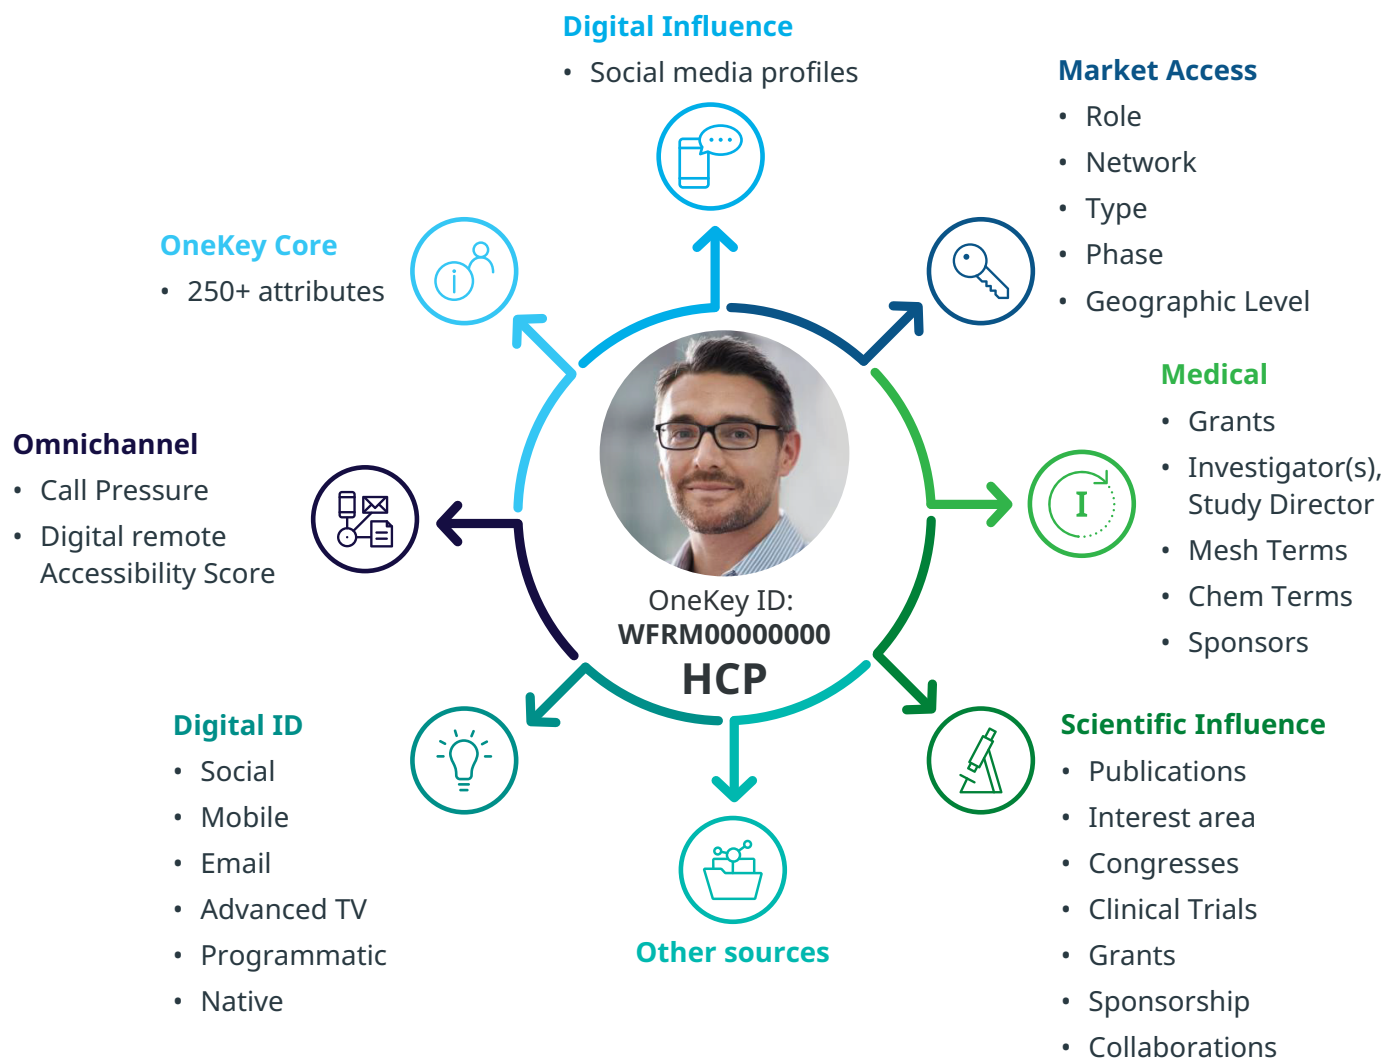 Digital Influence
• Social media profiles
Market Access
• Role
• Network
• Type
• Phase
• Geographic Level
OneKey Core
• 250+ attributes
Medical
• Grants
• Investigator(s),
Study Director
• Mesh Terms
• Chem Terms
• Sponsors
Omnichannel
• Call Pressure
• Digital remote
Accessibility Score
i
I
OneKey ID:
WFRM00000000
HCP
Digital ID
• Social
• Mobile
• Email
• Advanced TV
• Programmatic
• Native
Scientific Influence
• Publications
• Interest area
• Congresses
• Clinical Trials
• Grants
• Sponsorship
• Collaborations
Other sources